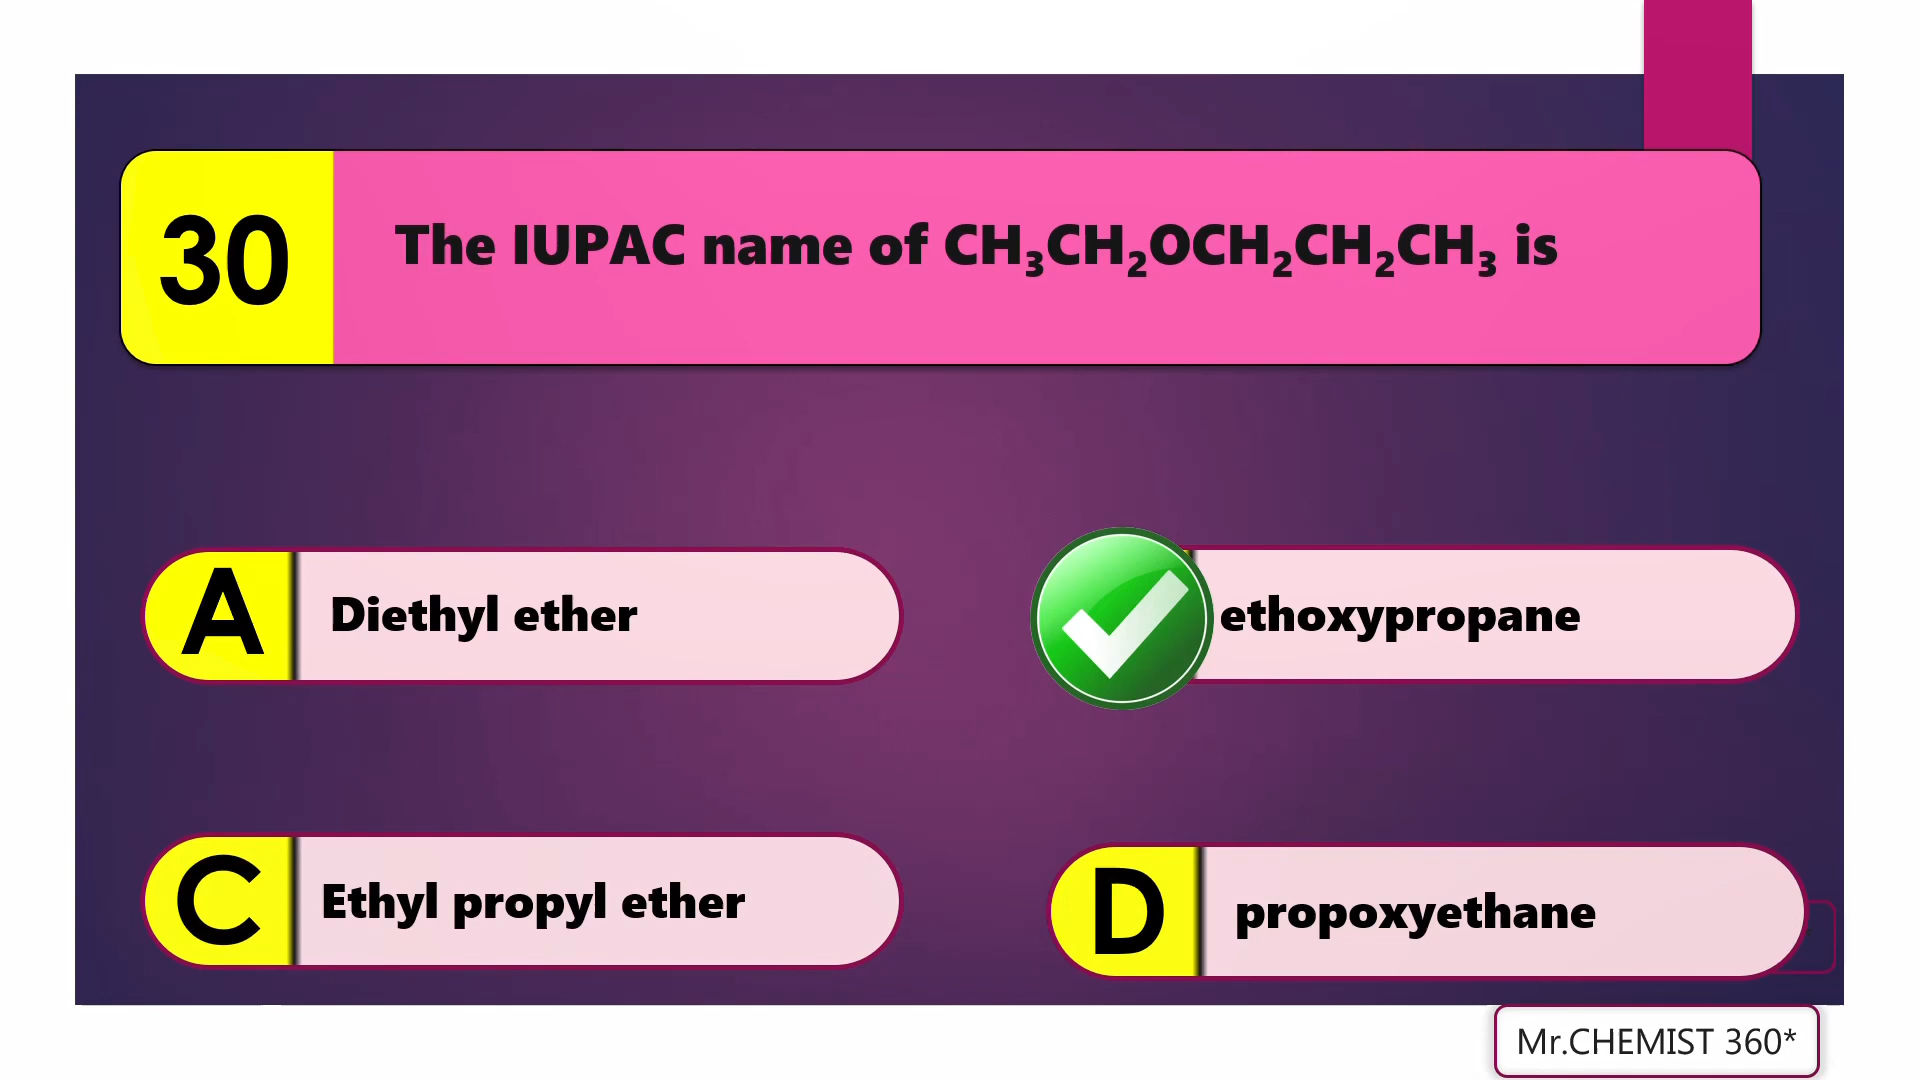 30
The IUPAC name of CH₃CH₂OCH₂CH₂CH₃ is
A
Diethyl ether
ethoxypropane
C
Ethyl propyl ether
D
propoxyethane
Mr.CHEMIST 360*